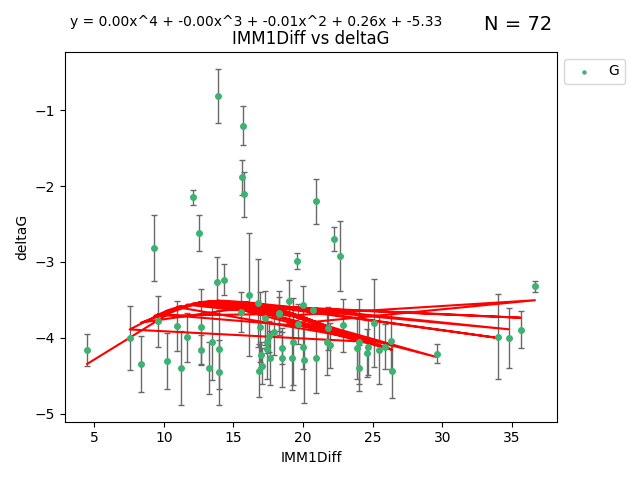 y = 0.00x^4 + -0.00x^3 + -0.01x^2 + 0.26x + -5.33
N = 72
IMM1Diff vs deltaG
G
deltaG
−1
−2
−3
−4
−5
5 10 15 20 25 30 35
IMM1Diff